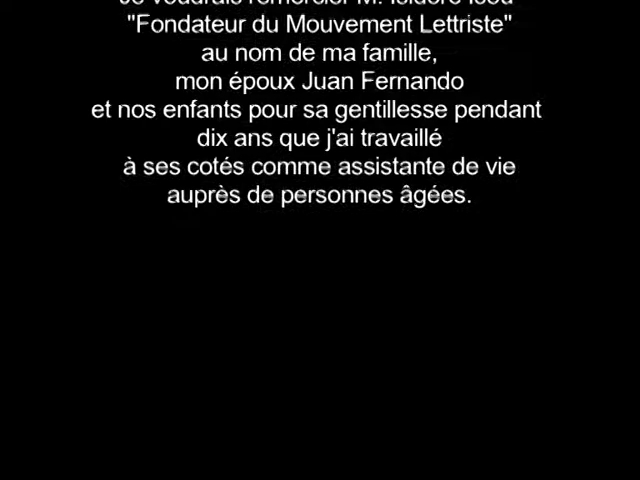 Je voudrais remercier M. Isidore Isou
"Fondateur du Mouvement Lettriste"
au nom de ma famille,
mon époux Juan Fernando
et nos enfants pour sa gentillesse pendant
dix ans que j'ai travaillé
à ses cotés comme assistante de vie
auprès de personnes âgées.